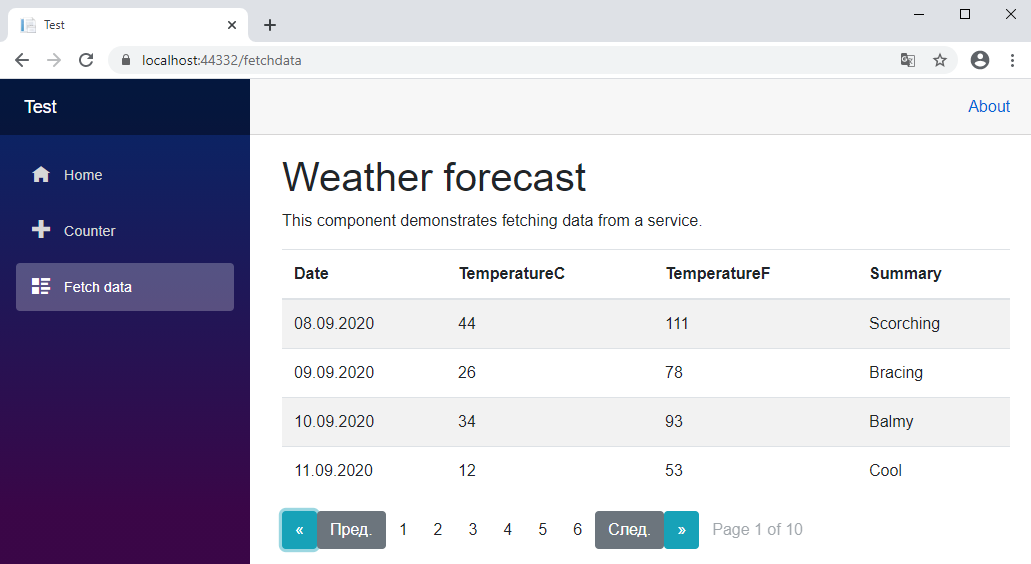 Test
localhost:44332/fetchdata
Test
About
Home
Counter
Fetch data
Weather forecast
This component demonstrates fetching data from a service.
Date TemperatureC TemperatureF Summary
08.09.2020 44 111 Scorching
09.09.2020 26 78 Bracing
10.09.2020 34 93 Balmy
11.09.2020 12 53 Cool
« Пред. 1 2 3 4 5 6 След. » Page 1 of 10